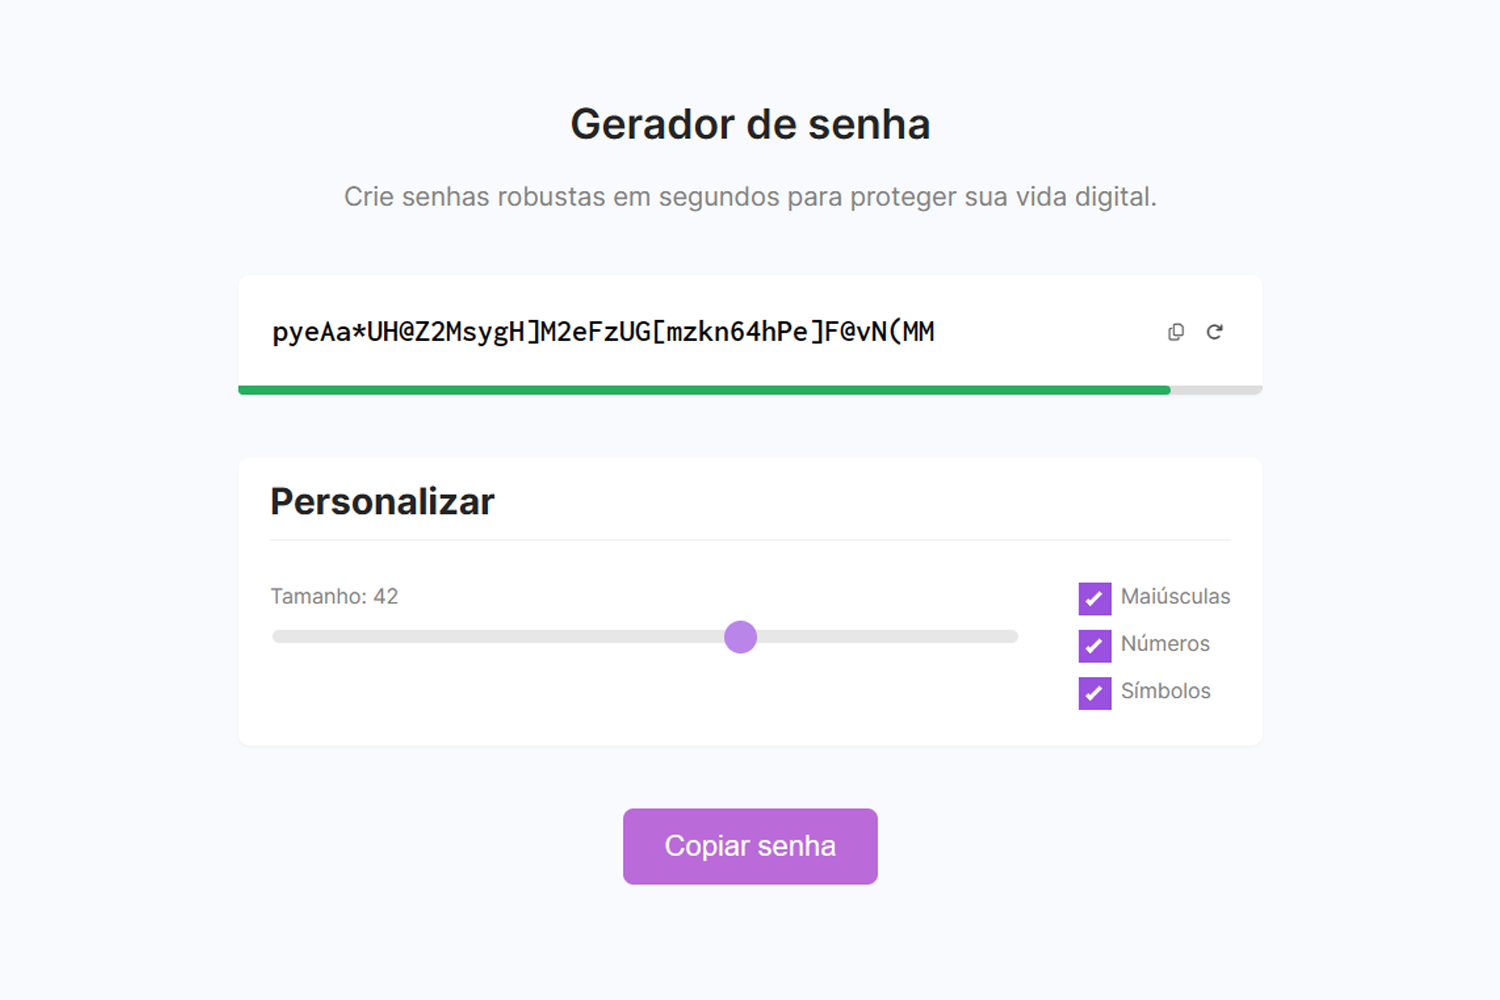 Gerador de senha
Crie senhas robustas em segundos para proteger sua vida digital.
pyeAa*UH@Z2MsygH]M2eFzUG[mzkn64hPe]F@vN(MM
Personalizar
Tamanho: 42
Maiúsculas
Números
Símbolos
Copiar senha